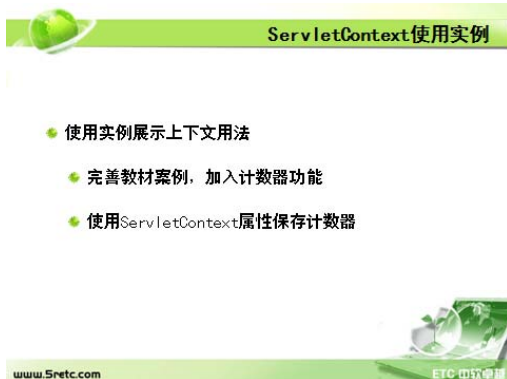 ServletContext使用实例
使用实例展示上下文用法
完善教材案例，加入计数器功能
使用ServletContext属性保存计数器
www.5retc.com
ETC 中软卓越